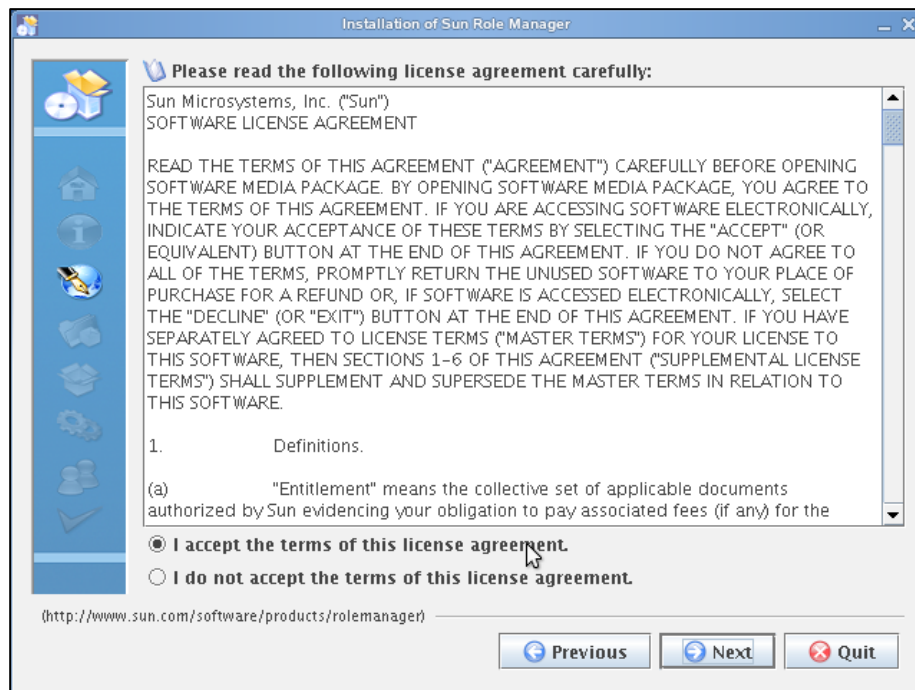 Installation of Sun Role Manager
Please read the following license agreement carefully:
Sun Microsystems, Inc. ("Sun")
SOFTWARE LICENSE AGREEMENT
READ THE TERMS OF THIS AGREEMENT ("AGREEMENT") CAREFULLY BEFORE OPENING
SOFTWARE MEDIA PACKAGE. BY OPENING SOFTWARE MEDIA PACKAGE, YOU AGREE TO
THE TERMS OF THIS AGREEMENT. IF YOU ARE ACCESSING SOFTWARE ELECTRONICALLY,
INDICATE YOUR ACCEPTANCE OF THESE TERMS BY SELECTING THE "ACCEPT" (OR
EQUIVALENT) BUTTON AT THE END OF THIS AGREEMENT. IF YOU DO NOT AGREE TO
ALL OF THE TERMS, PROMPTLY RETURN THE UNUSED SOFTWARE TO YOUR PLACE OF
PURCHASE FOR A REFUND OR, IF SOFTWARE IS ACCESSED ELECTRONICALLY, SELECT
THE "DECLINE" (OR "EXIT") BUTTON AT THE END OF THIS AGREEMENT. IF YOU HAVE
SEPARATELY AGREED TO LICENSE TERMS ("MASTER TERMS") FOR YOUR LICENSE TO
THIS SOFTWARE, THEN SECTIONS 1-6 OF THIS AGREEMENT ("SUPPLEMENTAL LICENSE
TERMS") SHALL SUPPLEMENT AND SUPERSEDE THE MASTER TERMS IN RELATION TO
THIS SOFTWARE.
1. Definitions.
(a) "Entitlement" means the collective set of applicable documents
authorized by Sun evidencing your obligation to pay associated fees (if any) for the
I accept the terms of this license agreement.
I do not accept the terms of this license agreement.
(http://www.sun.com/software/products/rolemanager)
Previous
Next
Quit